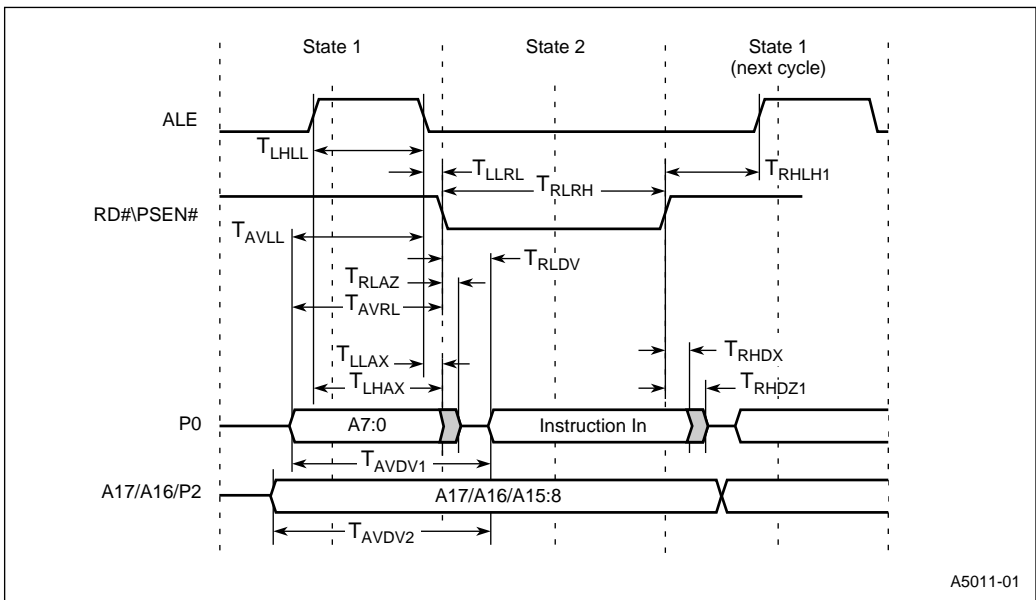 State 1
State 2
State 1
(next cycle)
ALE
TLHLL
TLLRL
TRLRH
TRHLH1
RD#\PSEN#
TAVLL
TRLDV
TRLAZ
TAVRL
TLLAX
TRHDX
TLHAX
TRHDZ1
P0
A7:0
Instruction In
TAVDV1
A17/A16/P2
A17/A16/A15:8
TAVDV2
A5011-01